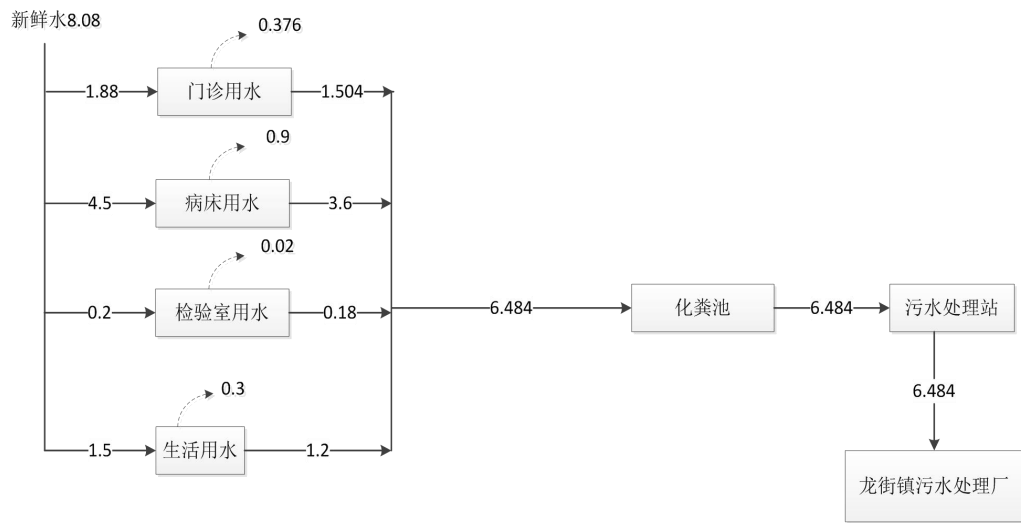 新鲜水8.08
0.376
1.88
门诊用水
1.504
0.9
4.5
病床用水
3.6
0.02
0.2
检验室用水
0.18
6.484
化粪池
6.484
污水处理站
0.3
1.5
生活用水
1.2
6.484
龙街镇污水处理厂